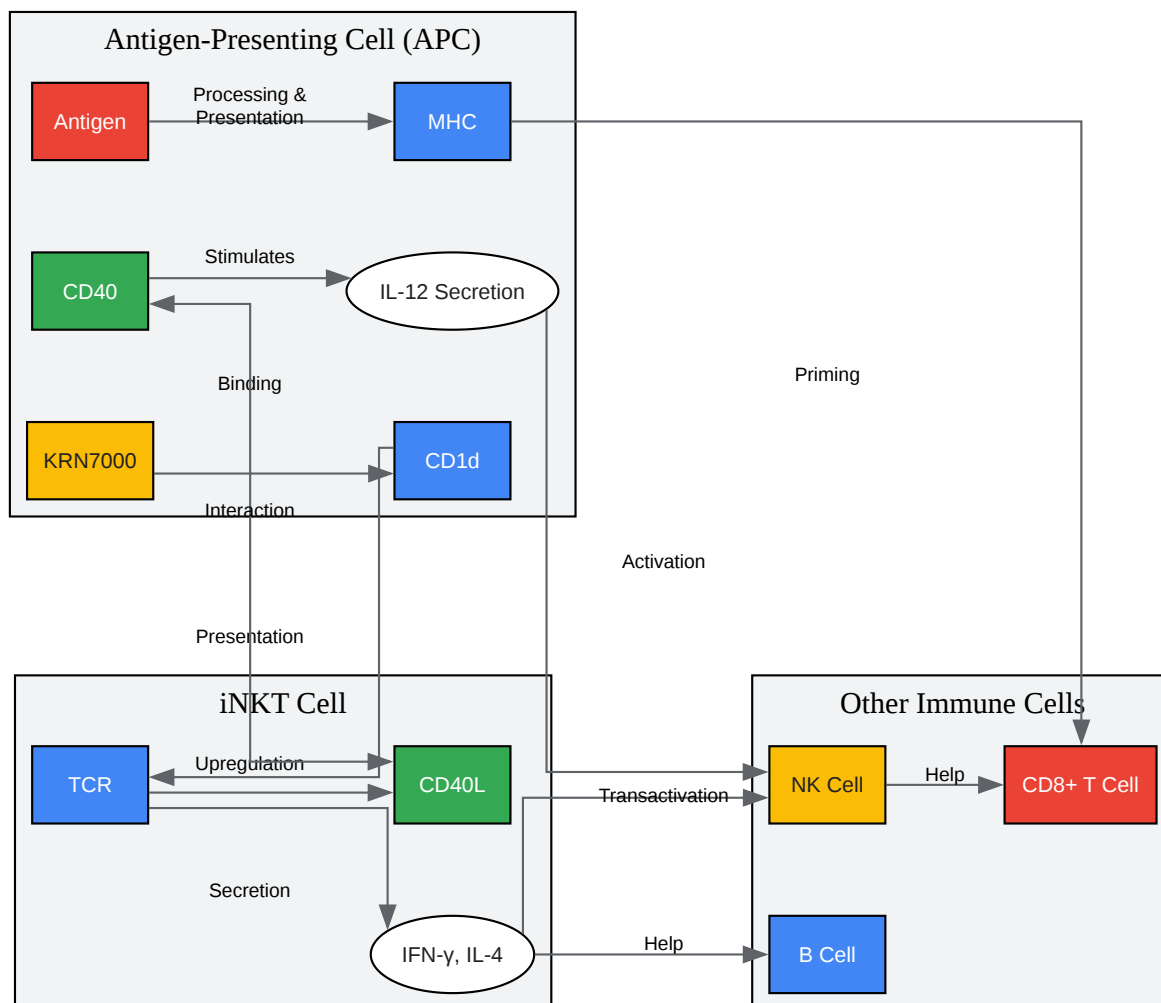 Antigen-Presenting Cell (APC)
Antigen
Processing &
Presentation
MHC
CD40
Stimulates
IL-12 Secretion
Binding
Priming
KRN7000
CD1d
Interaction
Activation
Presentation
iNKT Cell
Other Immune Cells
TCR
Upregulation
CD40L
Transactivation
NK Cell
Help
CD8+ T Cell
Secretion
IFN-γ, IL-4
Help
B Cell